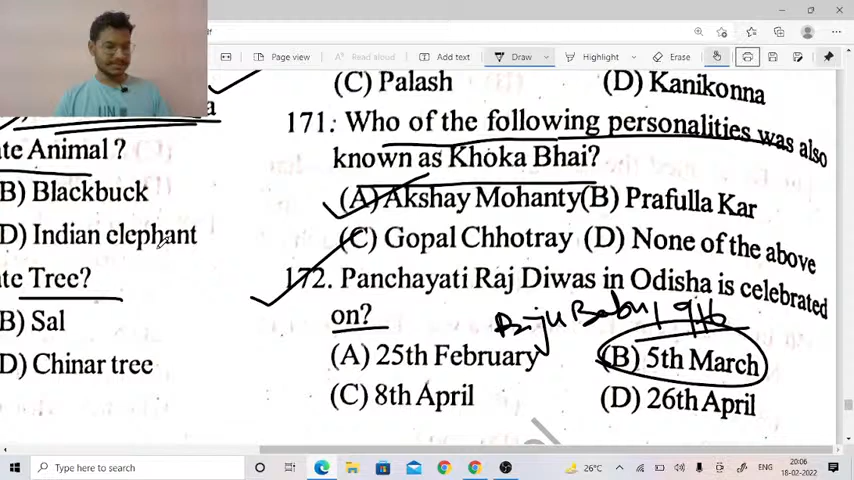 df
Page view
Read aloud
Add text
Draw
Highlight
Erase
a
ate Animal ?
B) Blackbuck
D) Indian elephant
ate Tree?
B) Sal
D) Chinar tree
(C) Palash (D) Kanikonna
171. Who of the following personalities was also
known as Khoka Bhai?
(A) Akshay Mohanty (B) Prafulla Kar
(C) Gopal Chhotray (D) None of the above
172. Panchayati Raj Diwas in Odisha is celebrated
on?
Biju Babu 1916
(A) 25th February (B) 5th March
(C) 8th April (D) 26th April
Type here to search
26°C
ENG
20:06
18-02-2022